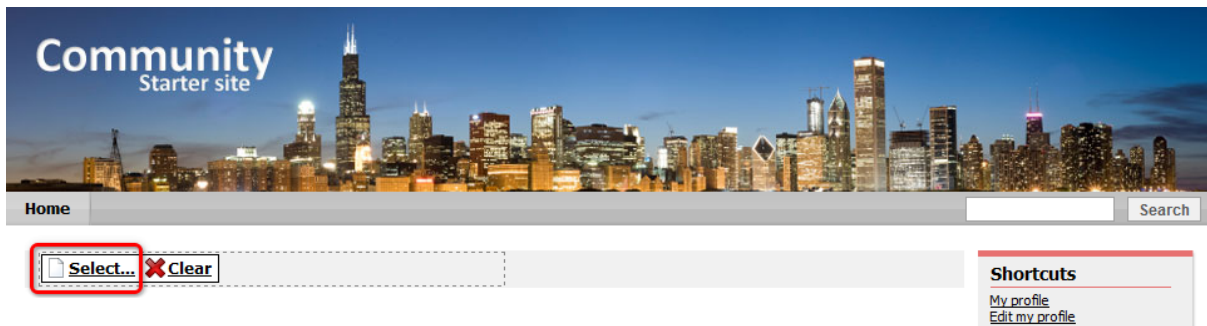 Community
Starter site
Home
Search
Select... Clear
Shortcuts
My profile
Edit my profile